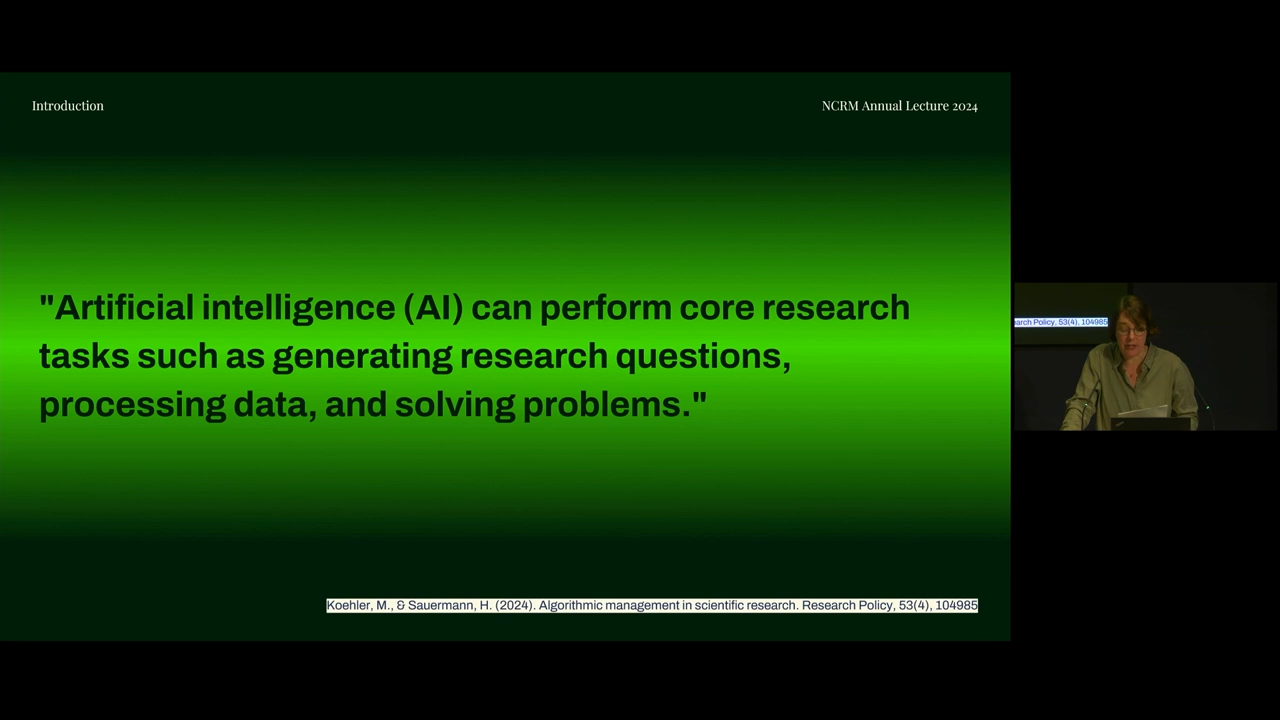 Introduction
NCRM Annual Lecture 2024
"Artificial intelligence (AI) can perform core research
tasks such as generating research questions,
processing data, and solving problems."
Koehler, M., & Sauermann, H. (2024). Algorithmic management in scientific research. Research Policy, 53(4), 104985
arch Policy, 53(4), 104985